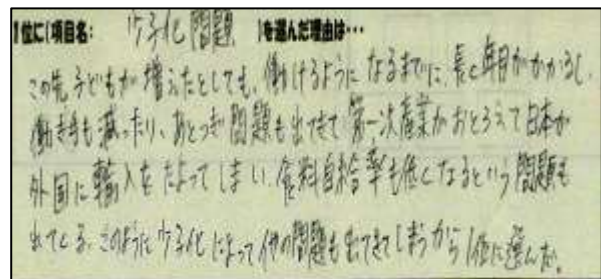 1位に(項目名: 少子化問題 )を選んだ理由は…
この先子どもが増えたとしても、働けるようになるまでに、長い年月がかかるし、
働き手も減ったり、あとつぎ問題も出てきて第一次産業がおとろえて日本が
外国に輸入をたよってしまい、食料自給率も低くなるという問題も
出てくる。このように少子化によって他の問題も出てきてしまうから1位に選んだ。